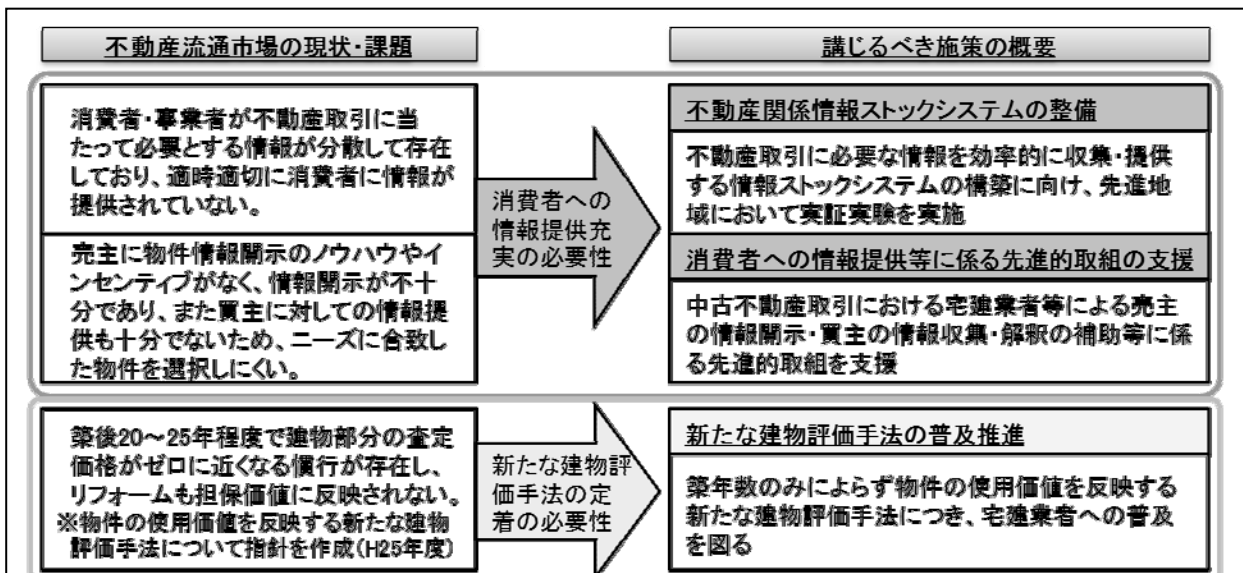 不動産流通市場の現状・課題
講じるべき施策の概要
消費者・事業者が不動産取引に当
たって必要とする情報が分散して存在
しており、適時適切に消費者に情報が
提供されていない。
売主に物件情報開示のノウハウやイ
ンセンティブがなく、情報開示が不十
分であり、また買主に対しての情報提
供も十分でないため、ニーズに合致し
た物件を選択しにくい。
消費者への
情報提供充
実の必要性
不動産関係情報ストックシステムの整備
不動産取引に必要な情報を効率的に収集・提供
する情報ストックシステムの構築に向け、先進地
域において実証実験を実施
消費者への情報提供等に係る先進的取組の支援
中古不動産取引における宅建業者等による売主
の情報開示・買主の情報収集・解釈の補助等に係
る先進的取組を支援
築後20～25年程度で建物部分の査定
価格がゼロに近くなる慣行が存在し、
リフォームも担保価値に反映されない。
※物件の使用価値を反映する新たな建物
評価手法について指針を作成(H25年度)
新たな建物評
価手法の定
着の必要性
新たな建物評価手法の普及推進
築年数のみによらず物件の使用価値を反映する
新たな建物評価手法につき、宅建業者への普及
を図る